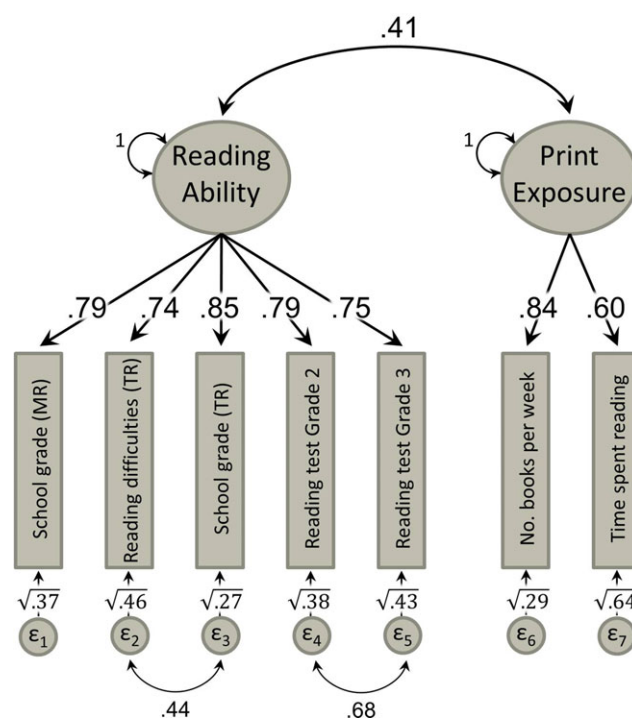 .41
1
Reading
Ability
1
Print
Exposure
.79
.74
.85
.79
.75
.84
.60
School grade (MR)
Reading difficulties (TR)
School grade (TR)
Reading test Grade 2
Reading test Grade 3
No. books per week
Time spent reading
√.37
√.46
√.27
√.38
√.43
√.29
√.64
ε1
ε2
ε3
ε4
ε5
ε6
ε7
.44
.68